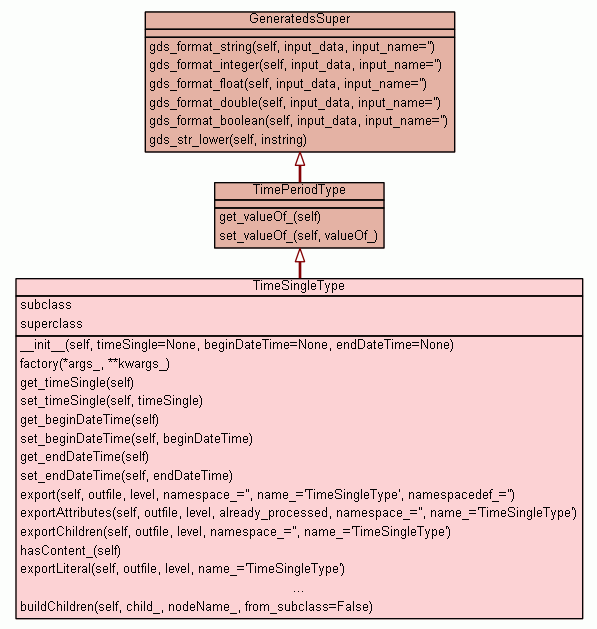 GeneratedsSuper
gds_format_string(self, input_data, input_name='')
gds_format_integer(self, input_data, input_name='')
gds_format_float(self, input_data, input_name='')
gds_format_double(self, input_data, input_name='')
gds_format_boolean(self, input_data, input_name='')
gds_str_lower(self, instring)
TimePeriodType
get_valueOf_(self)
set_valueOf_(self, valueOf_)
TimeSingleType
subclass
superclass
__init__(self, timeSingle=None, beginDateTime=None, endDateTime=None)
factory(*args_, **kwargs_)
get_timeSingle(self)
set_timeSingle(self, timeSingle)
get_beginDateTime(self)
set_beginDateTime(self, beginDateTime)
get_endDateTime(self)
set_endDateTime(self, endDateTime)
export(self, outfile, level, namespace_='', name_='TimeSingleType', namespacedef_='')
exportAttributes(self, outfile, level, already_processed, namespace_='', name_='TimeSingleType')
exportChildren(self, outfile, level, namespace_='', name_='TimeSingleType')
hasContent_(self)
exportLiteral(self, outfile, level, name_='TimeSingleType')
...
buildChildren(self, child_, nodeName_, from_subclass=False)